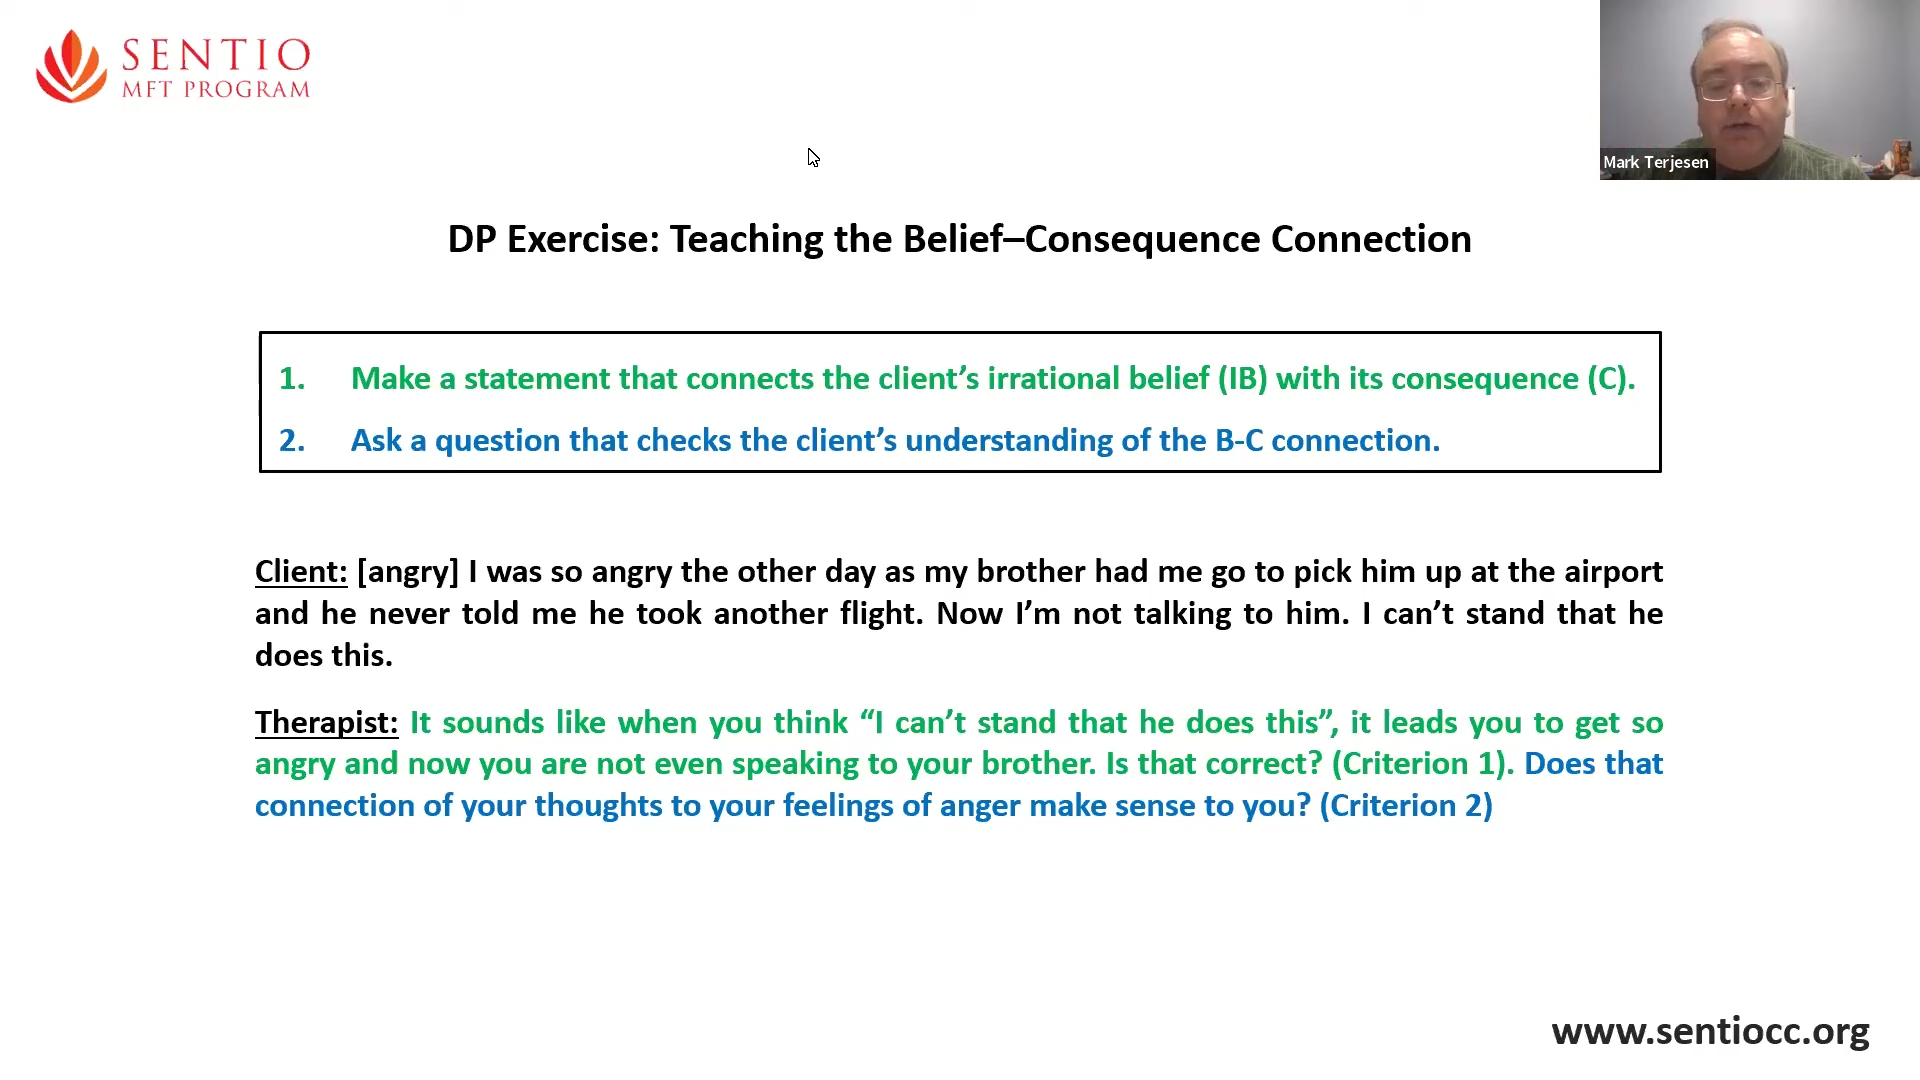 SENTIO
MFT PROGRAM
Mark Terjesen
DP Exercise: Teaching the Belief–Consequence Connection
1. Make a statement that connects the client’s irrational belief (IB) with its consequence (C).
2. Ask a question that checks the client’s understanding of the B-C connection.
Client: [angry] I was so angry the other day as my brother had me go to pick him up at the airport
and he never told me he took another flight. Now I’m not talking to him. I can’t stand that he
does this.
Therapist: It sounds like when you think “I can’t stand that he does this”, it leads you to get so
angry and now you are not even speaking to your brother. Is that correct? (Criterion 1). Does that
connection of your thoughts to your feelings of anger make sense to you? (Criterion 2)
www.sentiocc.org